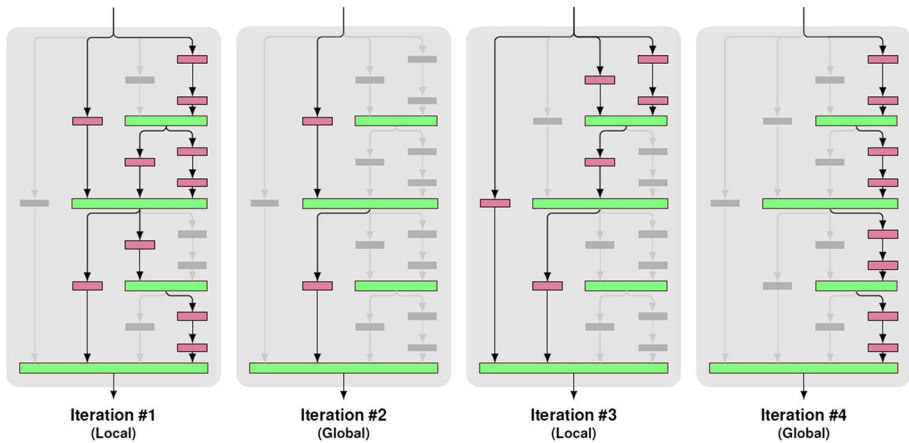 Iteration #1
(Local)
Iteration #2
(Global)
Iteration #3
(Local)
Iteration #4
(Global)